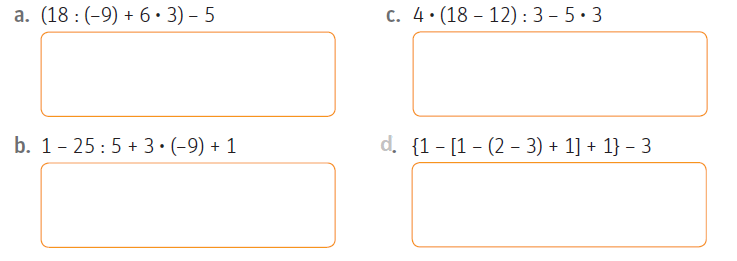 a. (18 : (–9) + 6 • 3) – 5
b. 1 – 25 : 5 + 3 • (–9) + 1
c. 4 • (18 – 12) : 3 – 5 • 3
d. {1 – [1 – (2 – 3) + 1] + 1} – 3